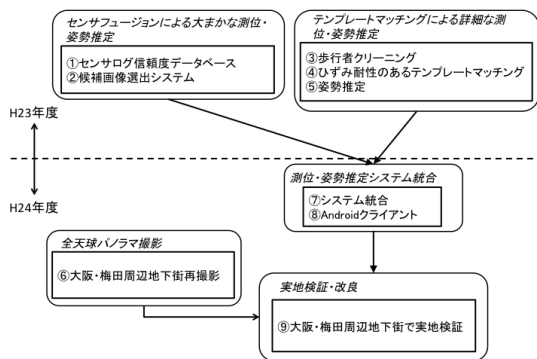 センサフュージョンによる大まかな測位・
姿勢推定
①センサログ信頼度データベース
②候補画像選出システム
テンプレートマッチングによる詳細な測
位・姿勢推定
③歩行者クリーニング
④ひずみ耐性のあるテンプレートマッチング
⑤姿勢推定
H23年度
H24年度
測位・姿勢推定システム統合
⑦システム統合
⑧Androidクライアント
全天球パノラマ撮影
⑥大阪・梅田周辺地下街再撮影
実地検証・改良
⑨大阪・梅田周辺地下街で実地検証